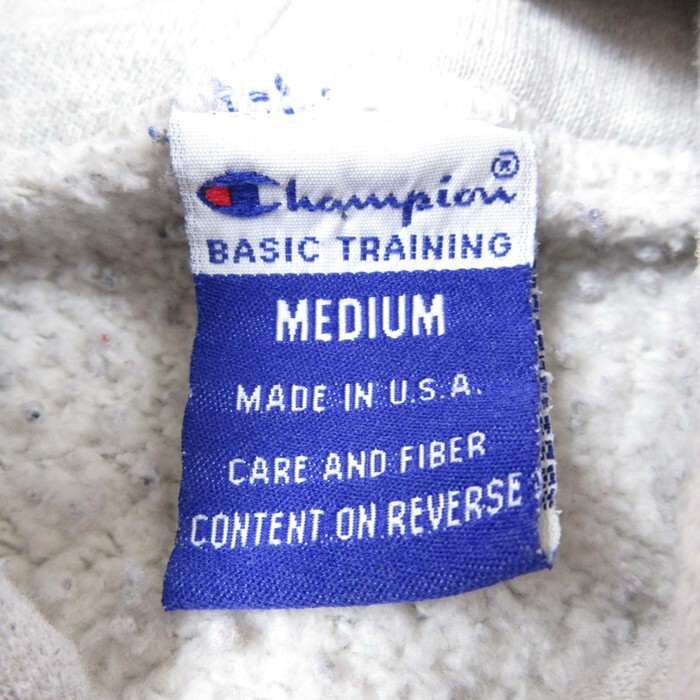 Champion®
BASIC TRAINING
MEDIUM
MADE IN U.S.A.
CARE AND FIBER
CONTENT ON REVERSE